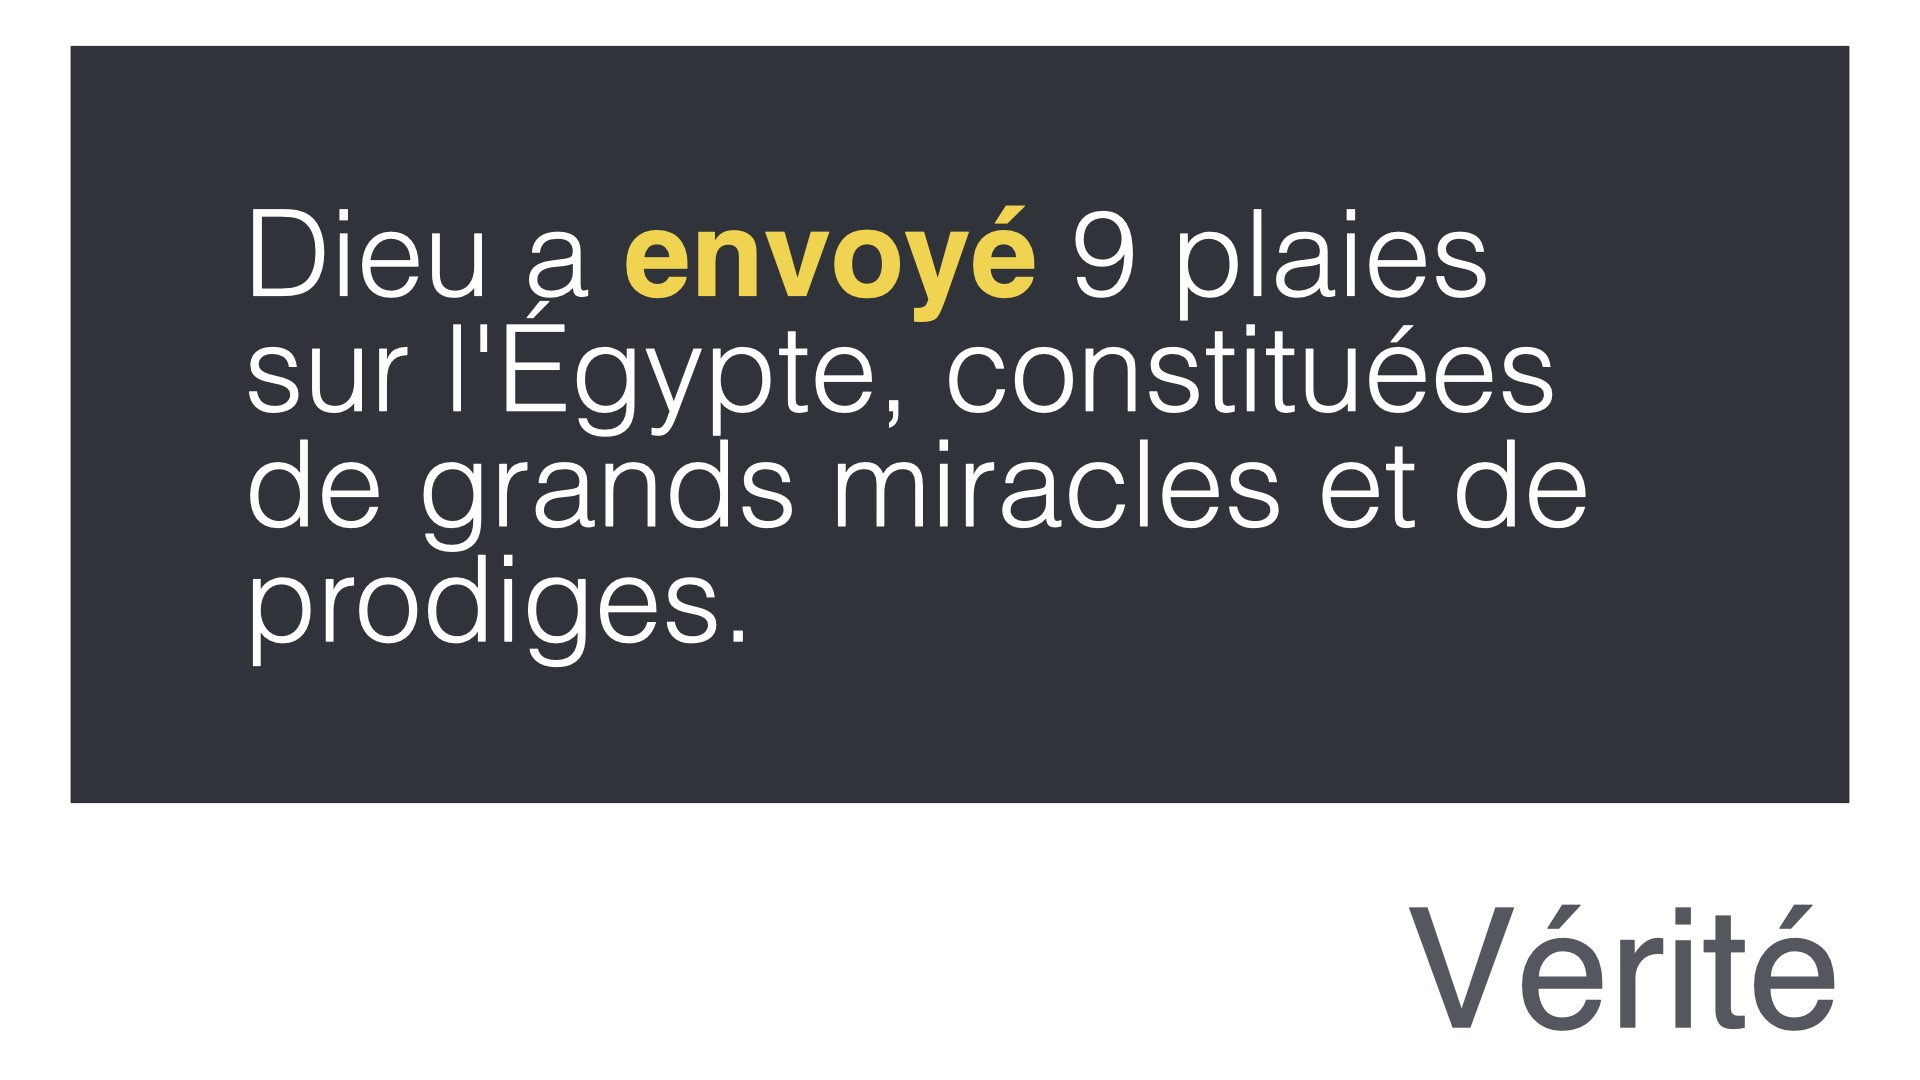 Dieu a envoyé 9 plaies
sur l'Égypte, constituées
de grands miracles et de
prodiges.
Vérité